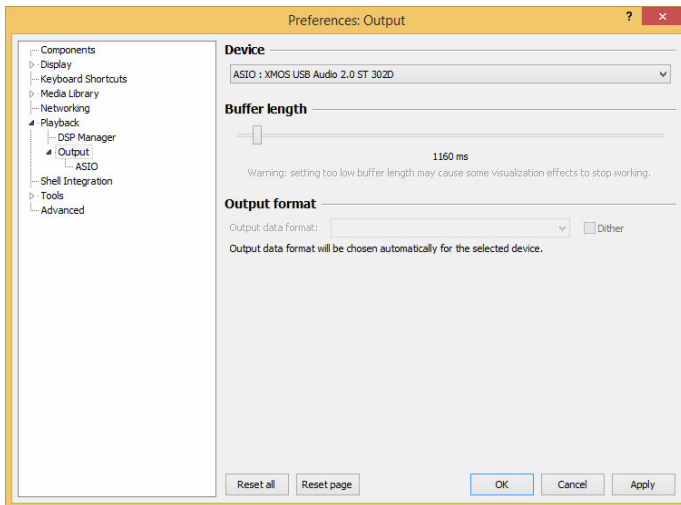 Preferences: Output
?
×
Components
Display
Keyboard Shortcuts
Media Library
Networking
Playback
DSP Manager
Output
ASIO
Shell Integration
Tools
Advanced
Device
ASIO : XMOS USB Audio 2.0 ST 302D
Buffer length
1160 ms
Warning: setting too low buffer length may cause some visualization effects to stop working.
Output format
Output data format:
Dither
Output data format will be chosen automatically for the selected device.
Reset all
Reset page
OK
Cancel
Apply